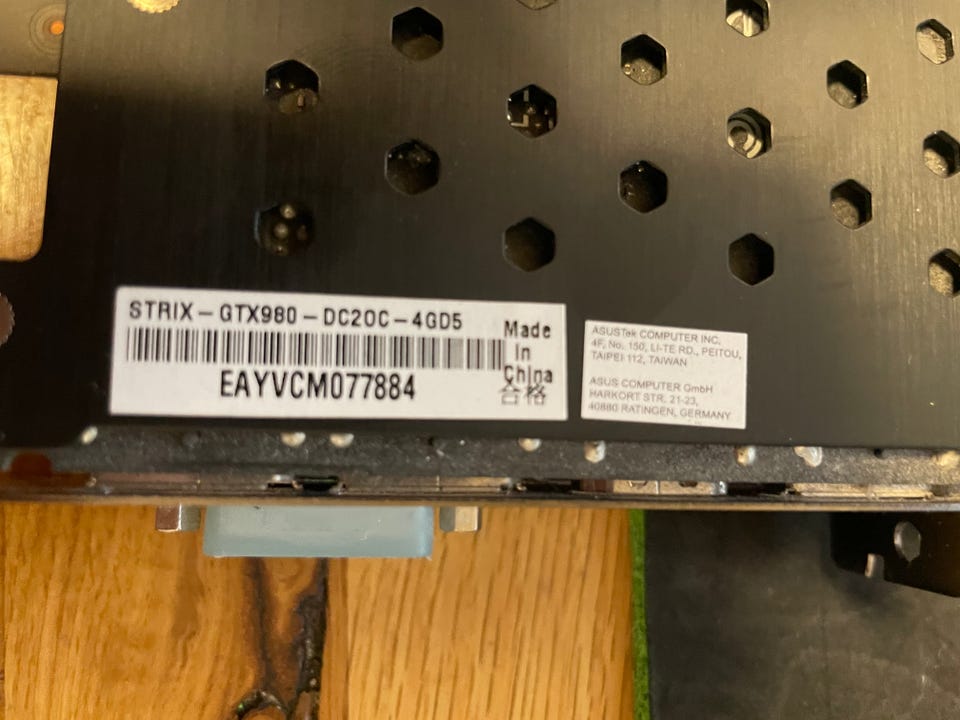 STRIX-GTX980-DC2OC-4GD5
EAYVCM077884
Made
In
China
合格
ASUSTek COMPUTER INC.
4F, No. 150, LI-TE RD., PEITOU,
TAIPEI 112, TAIWAN
ASUS COMPUTER GmbH
HARKORT STR. 21-23,
40880 RATINGEN, GERMANY